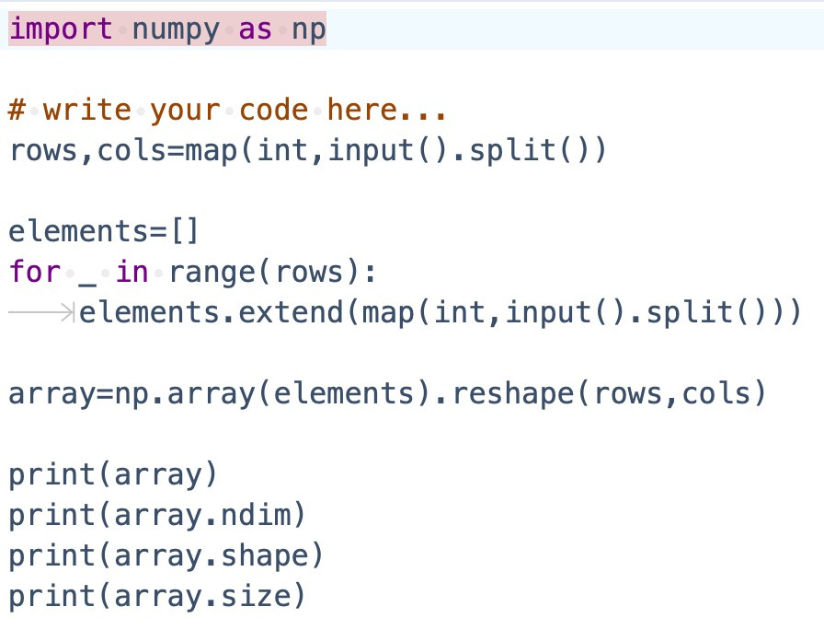 import numpy as np
# write your code here...
rows,cols=map(int,input().split())
elements=[]
for _ in range(rows):
elements.extend(map(int,input().split()))
array=np.array(elements).reshape(rows,cols)
print(array)
print(array.ndim)
print(array.shape)
print(array.size)